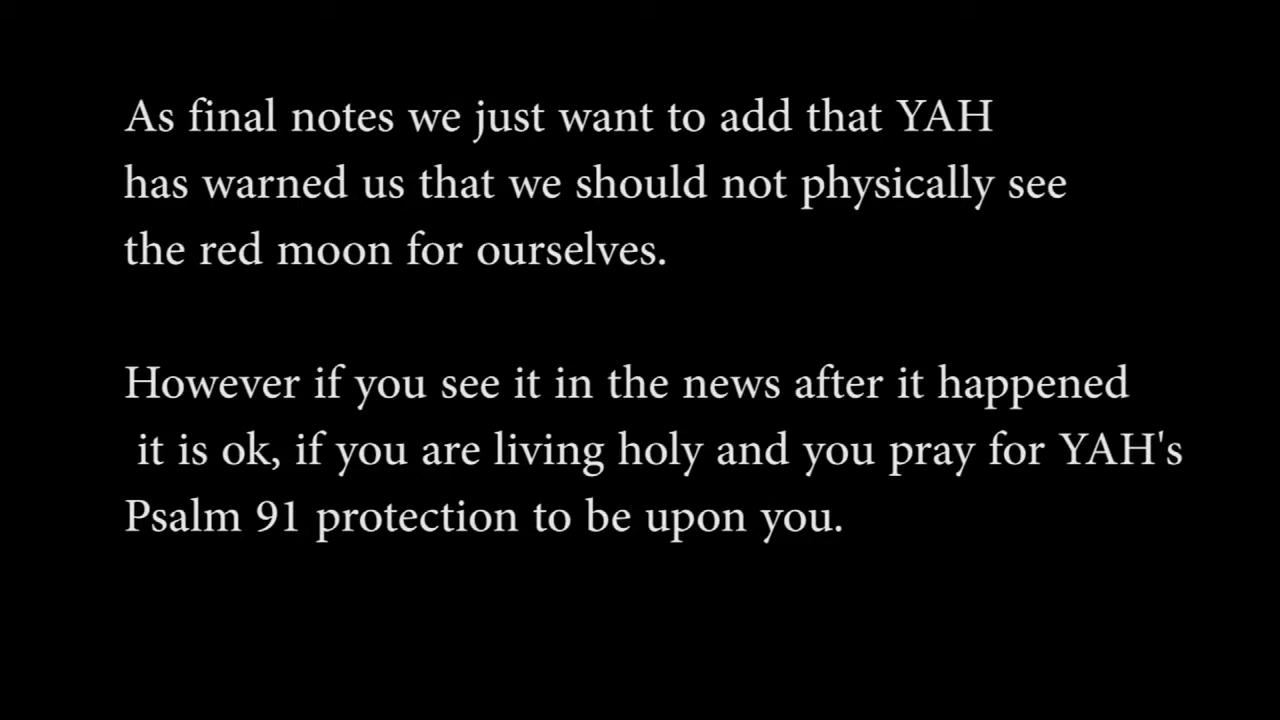 As final notes we just want to add that YAH
has warned us that we should not physically see
the red moon for ourselves.
However if you see it in the news after it happened
it is ok, if you are living holy and you pray for YAH's
Psalm 91 protection to be upon you.